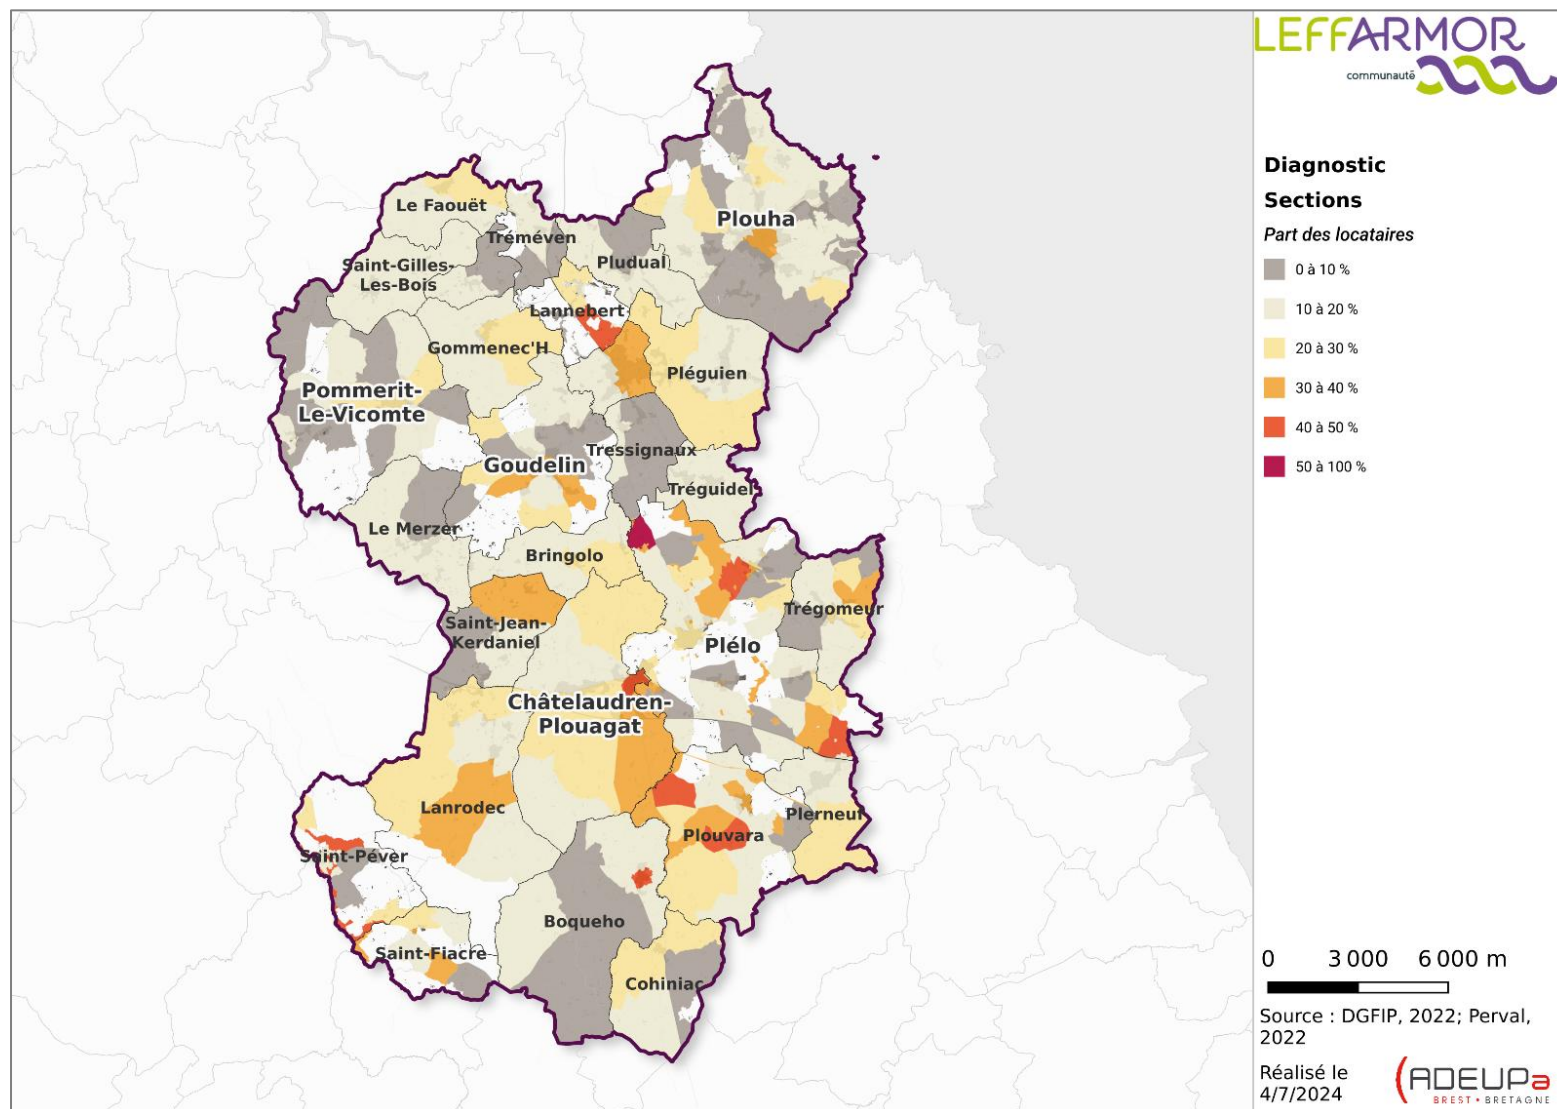 LEFFARMOR
communauté
Diagnostic
Sections
Part des locataires
0 à 10 %
10 à 20 %
20 à 30 %
30 à 40 %
40 à 50 %
50 à 100 %
Le Faouët
Plouha
Tréméven
Pludual
Saint-Gilles-
Les-Bois
Lannebert
Gommenec'H
Pléguien
Pommerit-
Le-Vicomte
Tressignaux
Goudelin
Tréguidel
Le Merzer
Bringolo
Trégomeur
Saint-Jean-
Kerdaniel
Plélo
Châtelaudren-
Plouagat
Lanrodec
Plerneuf
Plouvara
Saint-Péver
Boqueho
Saint-Fiacre
Cohiniac
0 3 000 6 000 m
Source : DGFIP, 2022; Perval,
2022
Réalisé le
4/7/2024
ADEUPa
BREST • BRETAGNE